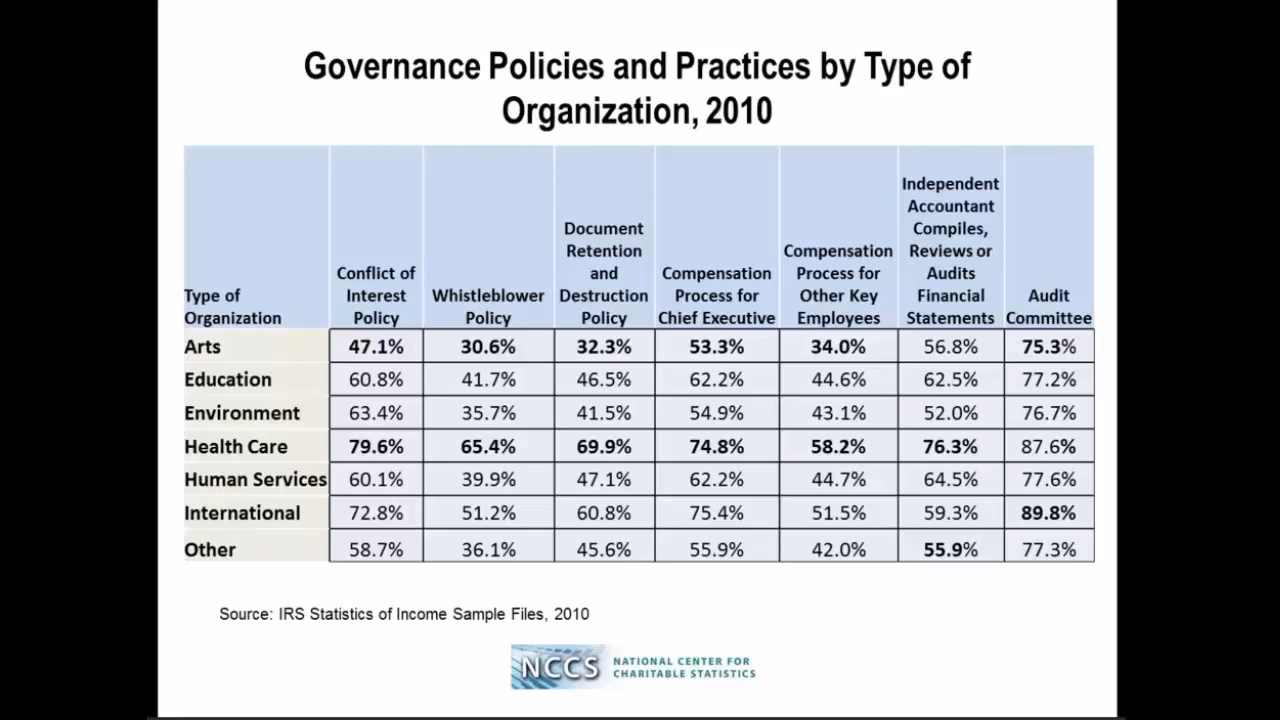 Governance Policies and Practices by Type of
Organization, 2010
Type of
Organization
Conflict of
Interest
Policy
Whistleblower
Policy
Document
Retention
and
Destruction
Policy
Compensation
Process for
Chief Executive
Compensation
Process for
Other Key
Employees
Independent
Accountant
Compiles,
Reviews or
Audits
Financial
Statements
Audit
Committee
Arts 47.1% 30.6% 32.3% 53.3% 34.0% 56.8% 75.3%
Education 60.8% 41.7% 46.5% 62.2% 44.6% 62.5% 77.2%
Environment 63.4% 35.7% 41.5% 54.9% 43.1% 52.0% 76.7%
Health Care 79.6% 65.4% 69.9% 74.8% 58.2% 76.3% 87.6%
Human Services 60.1% 39.9% 47.1% 62.2% 44.7% 64.5% 77.6%
International 72.8% 51.2% 60.8% 75.4% 51.5% 59.3% 89.8%
Other 58.7% 36.1% 45.6% 55.9% 42.0% 55.9% 77.3%
Source: IRS Statistics of Income Sample Files, 2010
NCCS
NATIONAL CENTER FOR
CHARITABLE STATISTICS